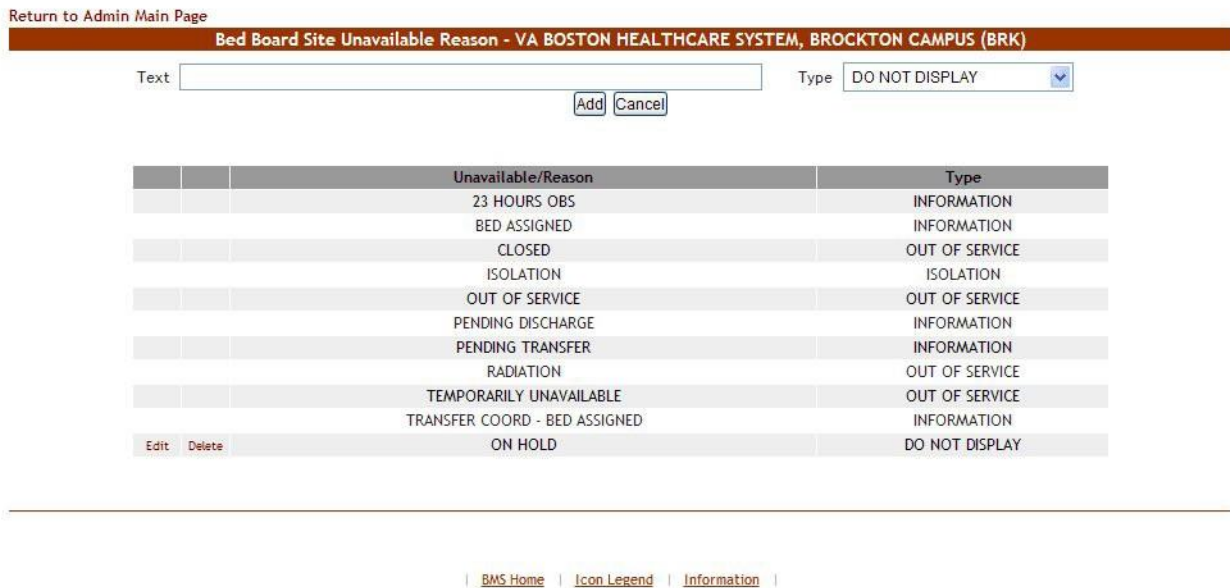 Return to Admin Main Page
Bed Board Site Unavailable Reason - VA BOSTON HEALTHCARE SYSTEM, BROCKTON CAMPUS (BRK)
Text Type DO NOT DISPLAY
Add Cancel
Unavailable/Reason Type
23 HOURS OBS INFORMATION
BED ASSIGNED INFORMATION
CLOSED OUT OF SERVICE
ISOLATION ISOLATION
OUT OF SERVICE OUT OF SERVICE
PENDING DISCHARGE INFORMATION
PENDING TRANSFER INFORMATION
RADIATION OUT OF SERVICE
TEMPORARILY UNAVAILABLE OUT OF SERVICE
TRANSFER COORD - BED ASSIGNED INFORMATION
Edit Delete ON HOLD DO NOT DISPLAY
| BMS Home | Icon Legend | Information |